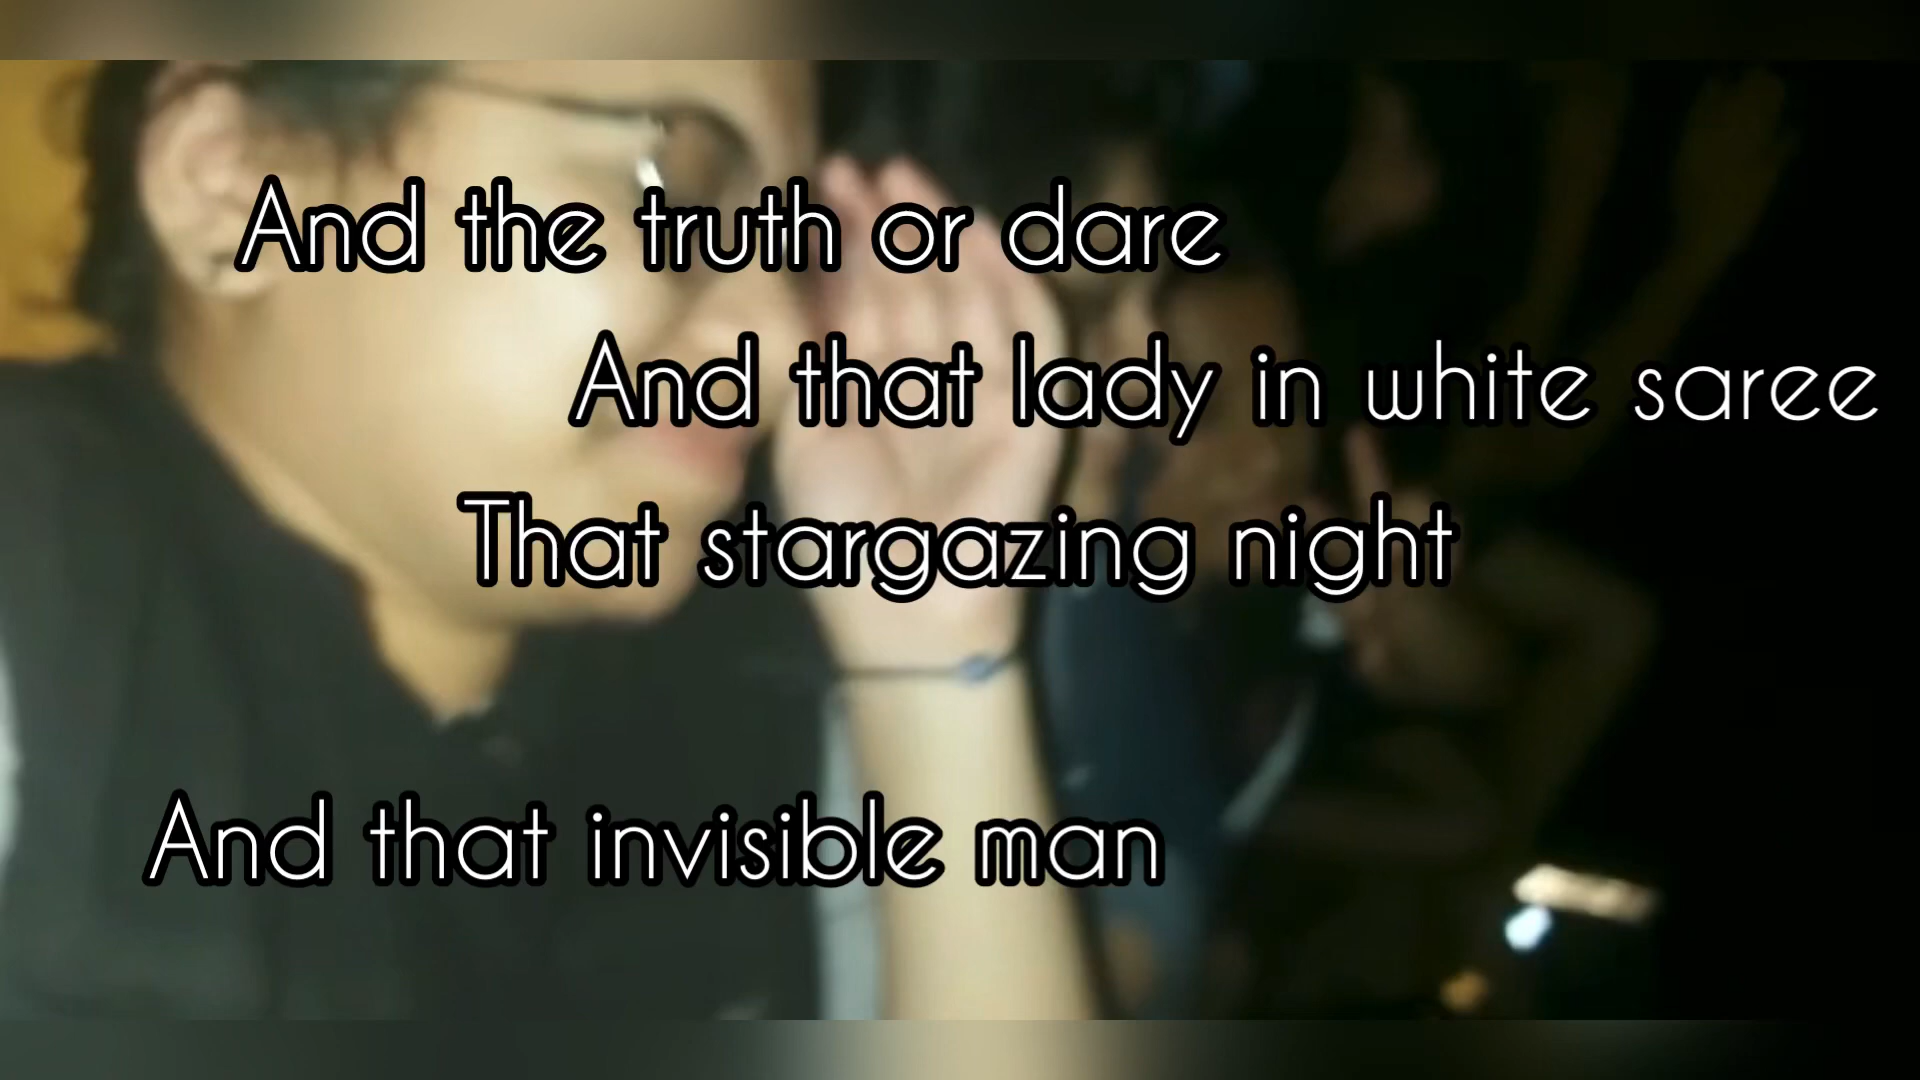 And the truth or dare
And that lady in white saree
That stargazing night
And that invisible man